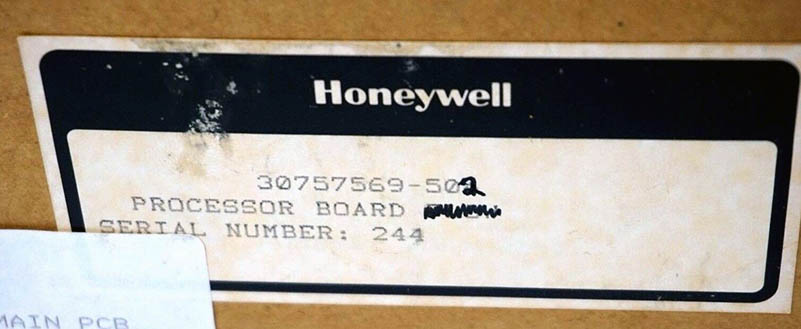 Honeywell
30757569-502
PROCESSOR BOARD
SERIAL NUMBER: 244
MAIN PCB